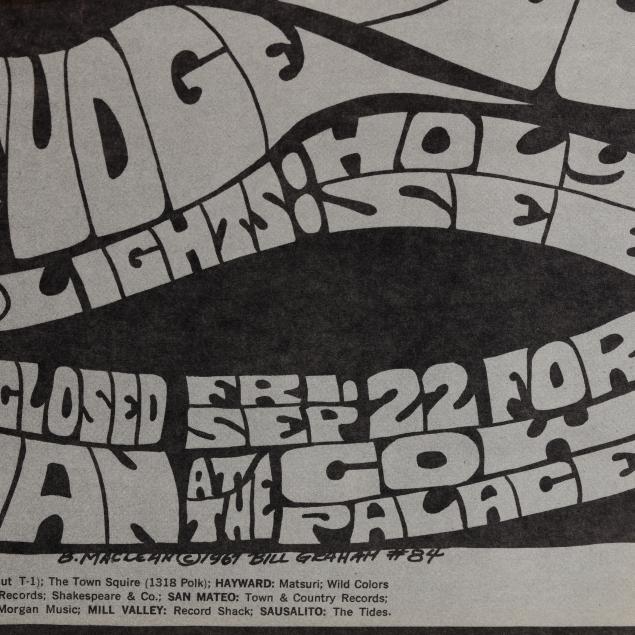 UDGE
LIGHTS: HOLY
SEE
CLOSED FRI. SEP 22 FOR
AN AT THE COW
PALACE
B. MACLEAN © 1967 BILL GRAHAM #84
ut T-1); The Town Squire (1318 Polk); HAYWARD: Matsuri; Wild Colors
Records; Shakespeare & Co.; SAN MATEO: Town & Country Records;
Morgan Music; MILL VALLEY: Record Shack; SAUSALITO: The Tides.